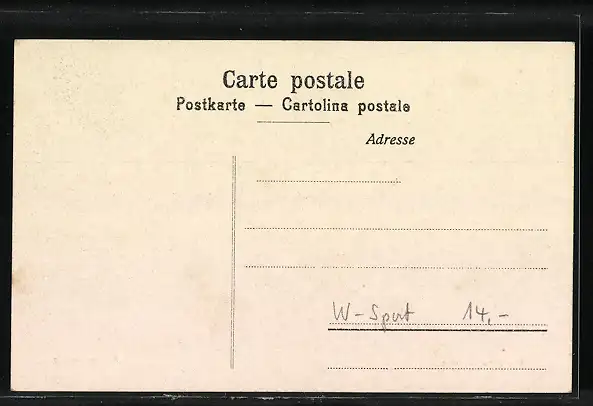 Carte postale
Postkarte — Cartolina postale
Adresse
W-Sport 14,-